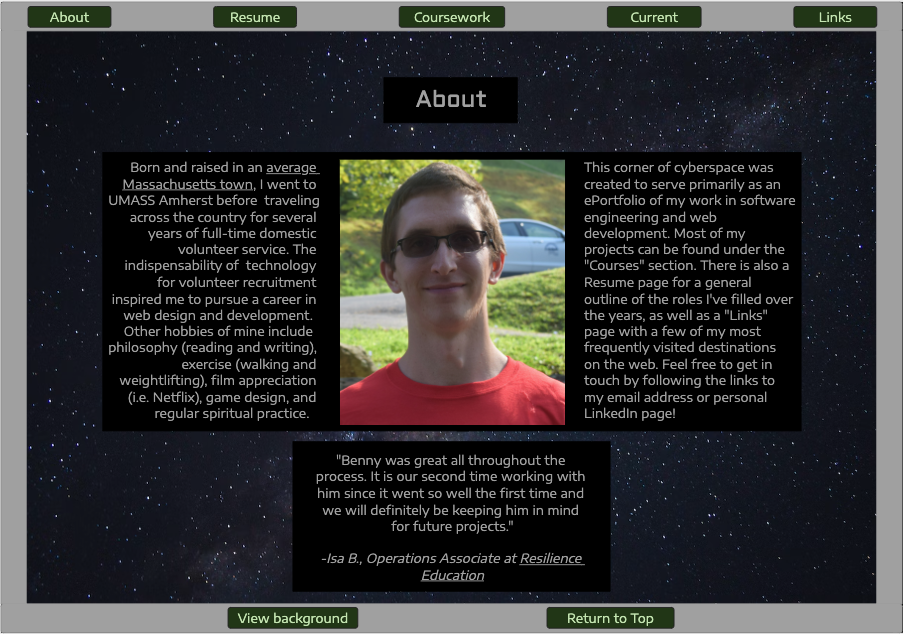 About
Resume
Coursework
Current
Links
About
Born and raised in an average
Massachusetts town, I went to
UMASS Amherst before traveling
across the country for several
years of full-time domestic
volunteer service. The
indispensability of technology
for volunteer recruitment
inspired me to pursue a career in
web design and development.
Other hobbies of mine include
philosophy (reading and writing),
exercise (walking and
weightlifting), film appreciation
(i.e. Netflix), game design, and
regular spiritual practice.
This corner of cyberspace was
created to serve primarily as an
ePortfolio of my work in software
engineering and web
development. Most of my
projects can be found under the
"Courses" section. There is also a
Resume page for a general
outline of the roles I've filled over
the years, as well as a "Links"
page with a few of my most
frequently visited destinations
on the web. Feel free to get in
touch by following the links to
my email address or personal
LinkedIn page!
"Benny was great all throughout the
process. It is our second time working with
him since it went so well the first time and
we will definitely be keeping him in mind
for future projects."
-Isa B., Operations Associate at Resilience
Education
View background
Return to Top